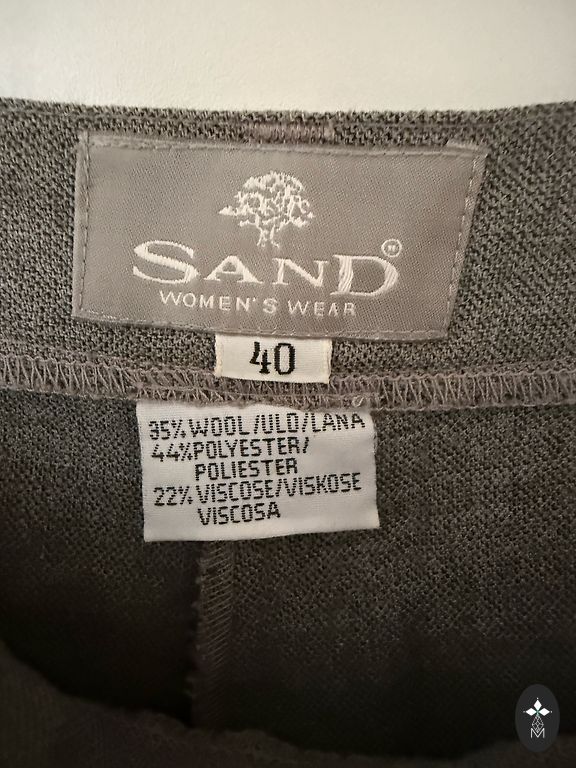 SAND®
WOMEN'S WEAR
40
35% WOOL/ULD/LANA
44% POLYESTER/
POLIESTER
22% VISCOSE/VISKOSE
VISCOSA
M